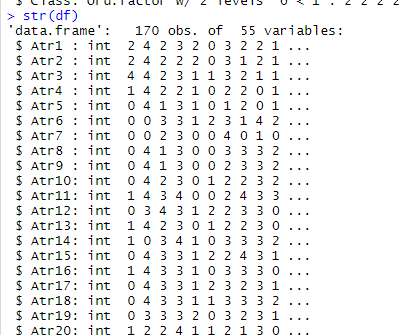 $ Class: Ord.factor w/ 2 levels "0"<"1": 2 2 2 2
> str(df)
'data.frame':   170 obs. of  55 variables:
 $ Atr1 : int  2 4 2 3 2 0 3 2 2 1 ...
 $ Atr2 : int  2 4 2 2 2 0 3 1 2 1 ...
 $ Atr3 : int  4 4 2 3 1 1 3 2 1 1 ...
 $ Atr4 : int  1 4 2 2 1 0 2 2 0 1 ...
 $ Atr5 : int  0 4 1 3 1 0 1 2 0 1 ...
 $ Atr6 : int  0 0 3 3 1 2 3 1 4 2 ...
 $ Atr7 : int  0 0 2 3 0 0 4 0 1 0 ...
 $ Atr8 : int  0 4 1 3 0 0 3 3 3 2 ...
 $ Atr9 : int  0 4 1 3 0 0 2 3 3 2 ...
 $ Atr10: int  0 4 2 3 0 1 2 2 3 2 ...
 $ Atr11: int  1 4 3 4 0 0 2 4 3 3 ...
 $ Atr12: int  0 3 4 3 1 2 2 3 3 0 ...
 $ Atr13: int  1 4 2 3 0 1 2 2 3 0 ...
 $ Atr14: int  1 0 3 4 1 0 3 3 3 2 ...
 $ Atr15: int  0 4 3 3 1 2 2 4 3 1 ...
 $ Atr16: int  1 4 3 3 1 0 3 3 3 0 ...
 $ Atr17: int  0 4 3 3 1 2 3 2 3 1 ...
 $ Atr18: int  0 4 3 3 1 1 3 3 3 2 ...
 $ Atr19: int  0 3 3 3 2 0 3 2 3 1 ...
 $ Atr20: int  1 2 2 4 1 1 2 1 3 0 ...